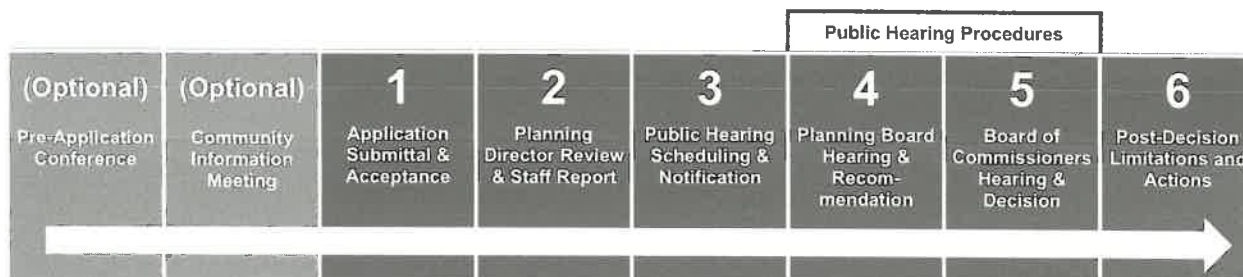 Public Hearing Procedures
(Optional)
Pre-Application
Conference
(Optional)
Community
Information
Meeting
1
Application
Submittal &
Acceptance
2
Planning
Director Review
& Staff Report
3
Public Hearing
Scheduling &
Notification
4
Planning Board
Hearing &
Recom-
mendation
5
Board of
Commissioners
Hearing &
Decision
6
Post-Decision
Limitations and
Actions